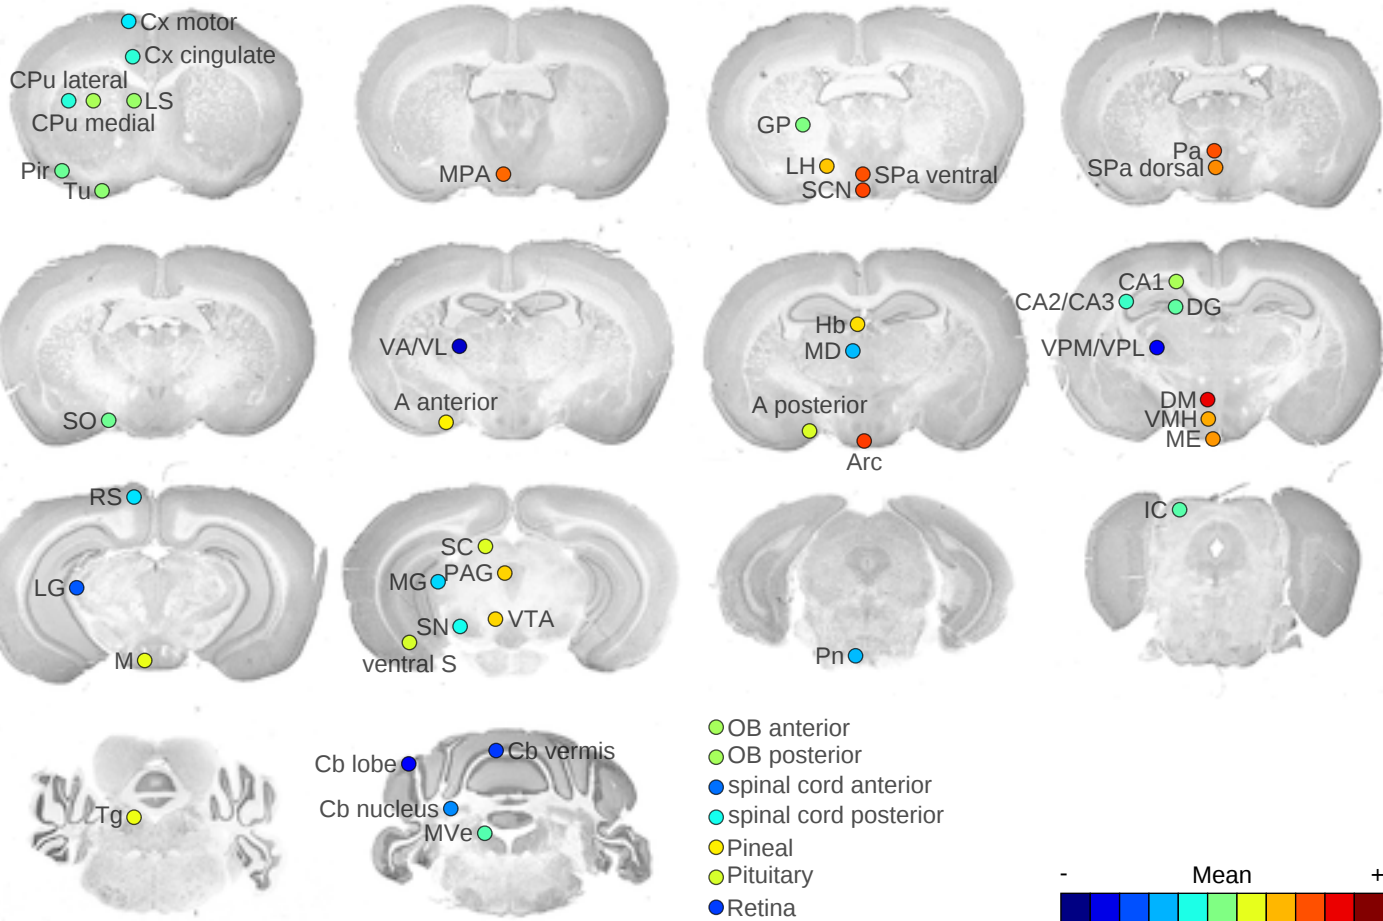 Cx motor
Cx cingulate
CPu lateral
LS
CPu medial
Pir
Tu
MPA
GP
LH
SPa ventral
SCN
Pa
SPa dorsal
SO
VA/VL
A anterior
Hb
MD
A posterior
Arc
CA1
CA2/CA3
DG
VPM/VPL
DM
VMH
ME
RS
LG
M
SC
MG
PAG
SN
VTA
ventral S
Pn
IC
Tg
Cb lobe
Cb vermis
Cb nucleus
MVe
OB anterior
OB posterior
spinal cord anterior
spinal cord posterior
Pineal
Pituitary
Retina
- Mean +